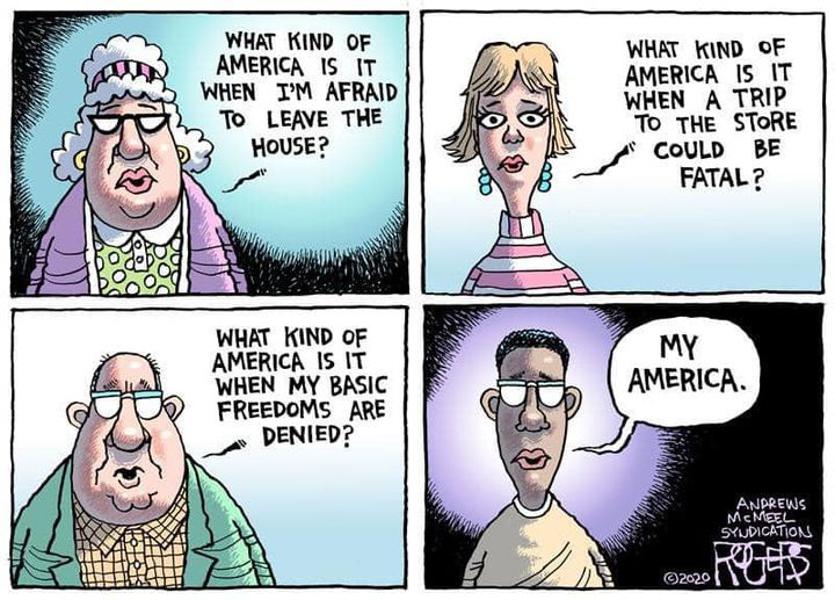 WHAT KIND OF
AMERICA IS IT
WHEN I'M AFRAID
TO LEAVE THE
HOUSE?
WHAT KIND OF
AMERICA IS IT
WHEN A TRIP
TO THE STORE
COULD BE
FATAL?
WHAT KIND OF
AMERICA IS IT
WHEN MY BASIC
FREEDOMS ARE
DENIED?
MY
AMERICA.
ANDREWS
McMEEL
SYNDICATION
©2020 ROGERS